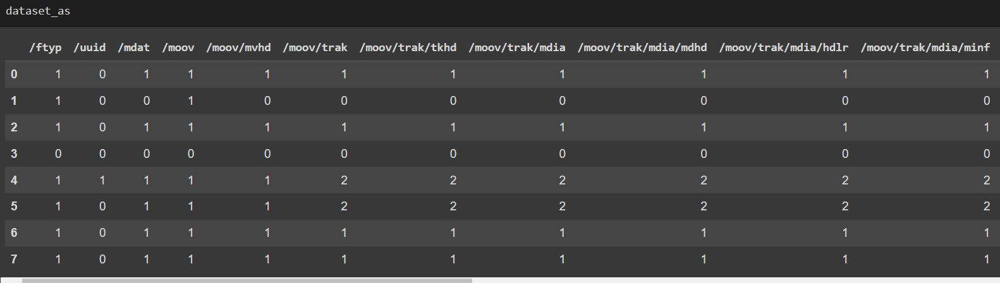 dataset_as
/ftyp /uuid /mdat /moov /moov/mvhd /moov/trak /moov/trak/tkhd /moov/trak/mdia /moov/trak/mdia/mdhd /moov/trak/mdia/hdlr /moov/trak/mdia/minf
0 1 0 1 1 1 1 1 1 1 1 1
1 1 0 0 1 0 0 0 0 0 0 0
2 1 0 1 1 1 1 1 1 1 1 1
3 0 0 0 0 0 0 0 0 0 0 0
4 1 1 1 1 1 2 2 2 2 2 2
5 1 0 1 1 1 2 2 2 2 2 2
6 1 0 1 1 1 1 1 1 1 1 1
7 1 0 1 1 1 1 1 1 1 1 1